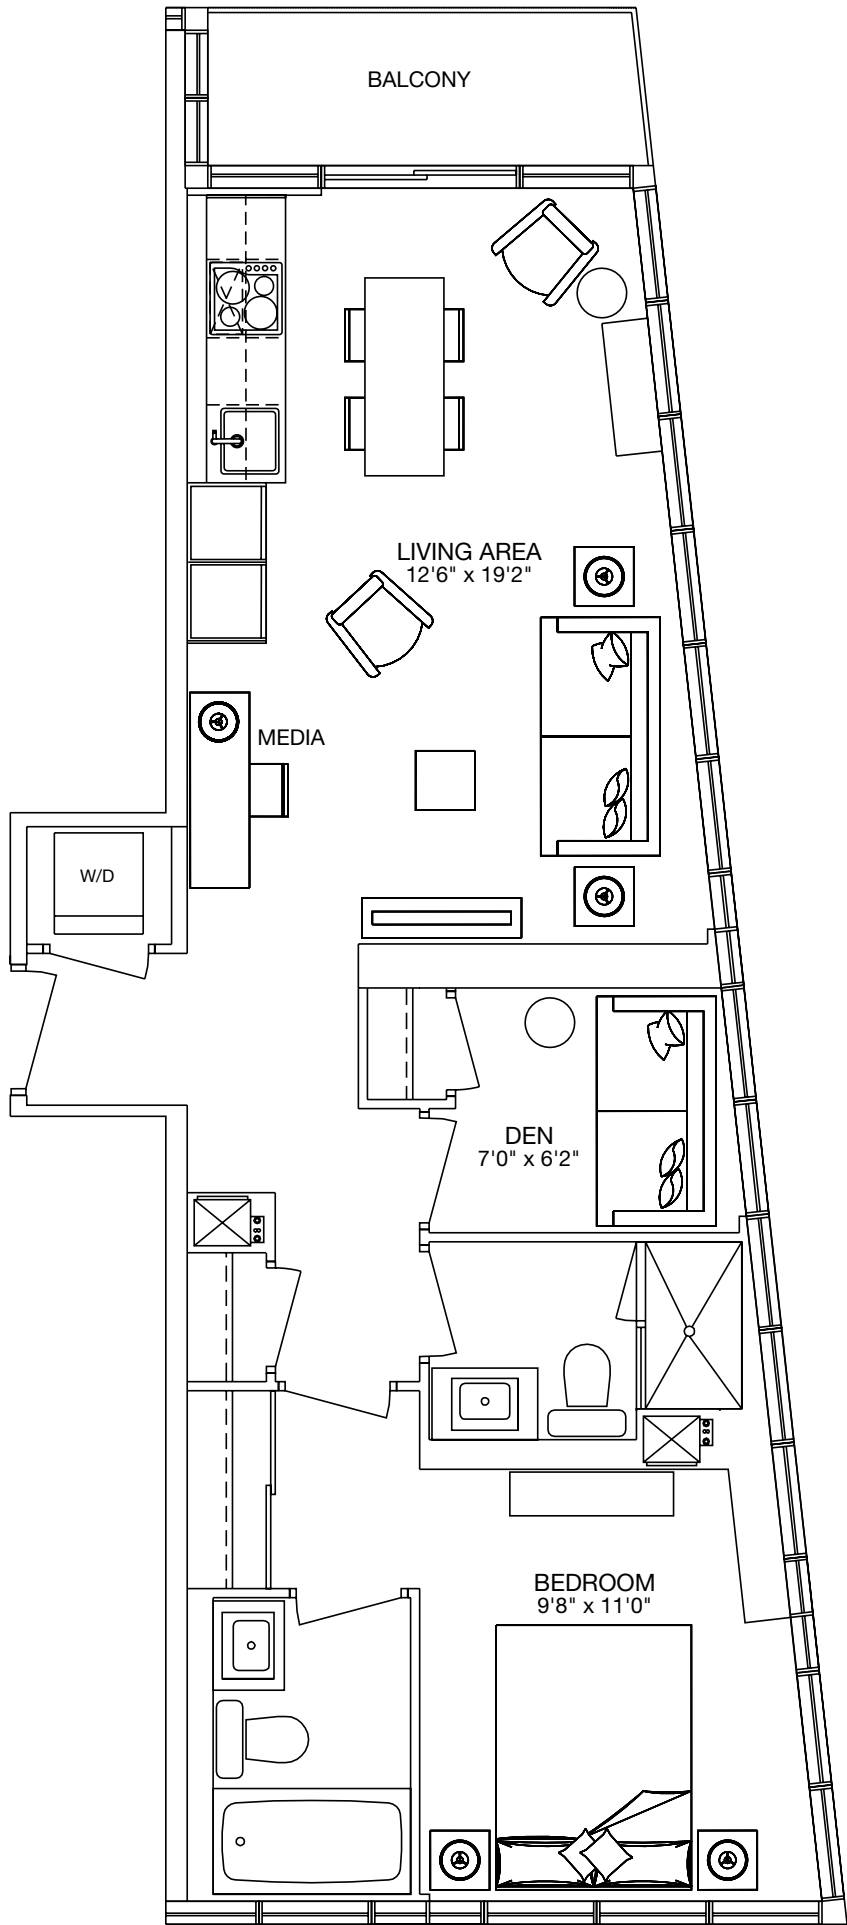 BALCONY
LIVING AREA
12'6" x 19'2"
MEDIA
W/D
DEN
7'0" x 6'2"
BEDROOM
9'8" x 11'0"